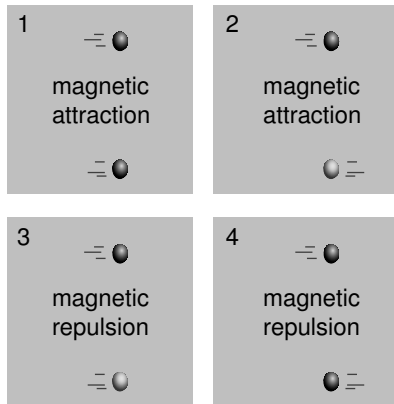 1
magnetic
attraction
2
magnetic
attraction
3
magnetic
repulsion
4
magnetic
repulsion